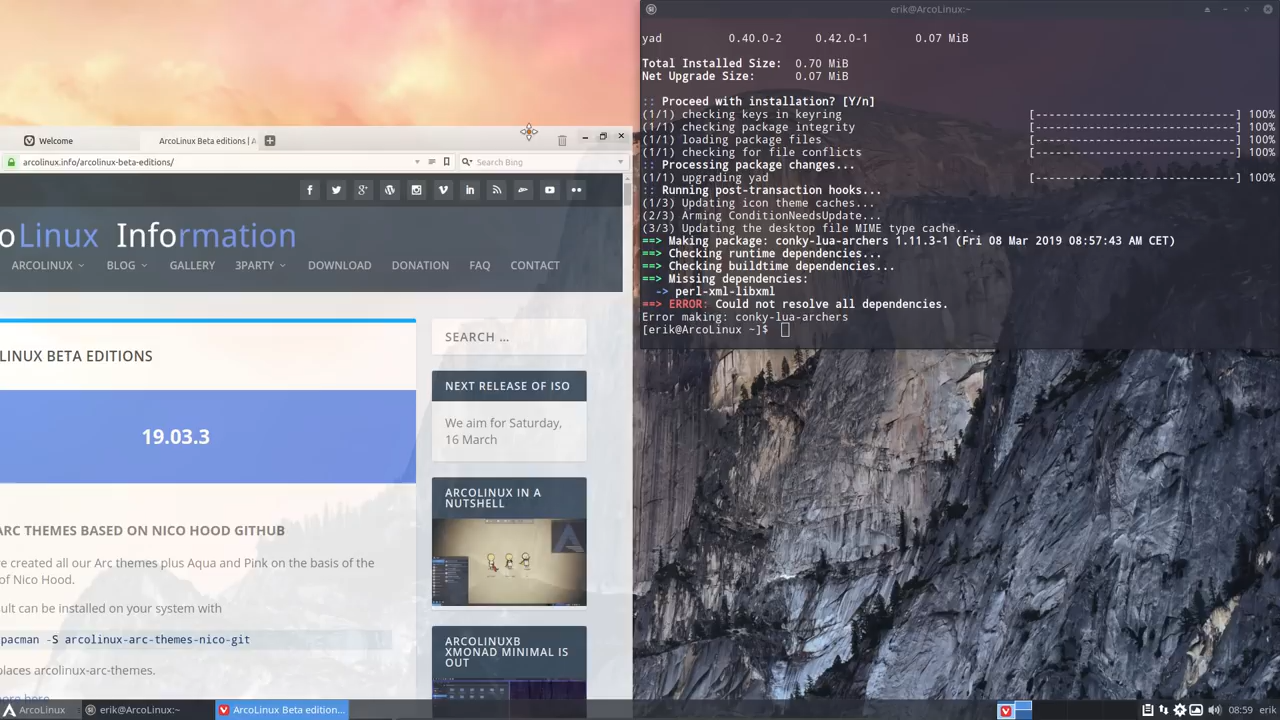 Welcome
ArcoLinux Beta editions | A
arcolinux.info/arcolinux-beta-editions/
Search Bing
oLinux Information
ARCOLINUX
BLOG
GALLERY
3PARTY
DOWNLOAD
DONATION
FAQ
CONTACT
LINUX BETA EDITIONS
19.03.3
ARC THEMES BASED ON NICO HOOD GITHUB
e created all our Arc themes plus Aqua and Pink on the basis of the
of Nico Hood.
ult can be installed on your system with
pacman -S arcolinux-arc-themes-nico-git
places arcolinux-arc-themes.
SEARCH …
NEXT RELEASE OF ISO
We aim for Saturday,
16 March
ARCOLINUX IN A
NUTSHELL
ARCOLINUXB
XMONAD MINIMAL IS
OUT
erik@ArcoLinux:~
yad 0.40.0-2 0.42.0-1 0.07 MiB
Total Installed Size: 0.70 MiB
Net Upgrade Size: 0.07 MiB
:: Proceed with installation? [Y/n]
(1/1) checking keys in keyring [------------------------------] 100%
(1/1) checking package integrity [------------------------------] 100%
(1/1) loading package files [------------------------------] 100%
(1/1) checking for file conflicts [------------------------------] 100%
:: Processing package changes...
(1/1) upgrading yad [------------------------------] 100%
:: Running post-transaction hooks...
(1/3) Updating icon theme caches...
(2/3) Arming ConditionNeedsUpdate...
(3/3) Updating the desktop file MIME type cache...
==> Making package: conky-lua-archers 1.11.3-1 (Fri 08 Mar 2019 08:57:43 AM CET)
==> Checking runtime dependencies...
==> Checking buildtime dependencies...
==> Missing dependencies:
-> perl-xml-libxml
==> ERROR: Could not resolve all dependencies.
Error making: conky-lua-archers
[erik@ArcoLinux ~]$
ArcoLinux
erik@ArcoLinux:~
ArcoLinux Beta edition...
08:59
erik